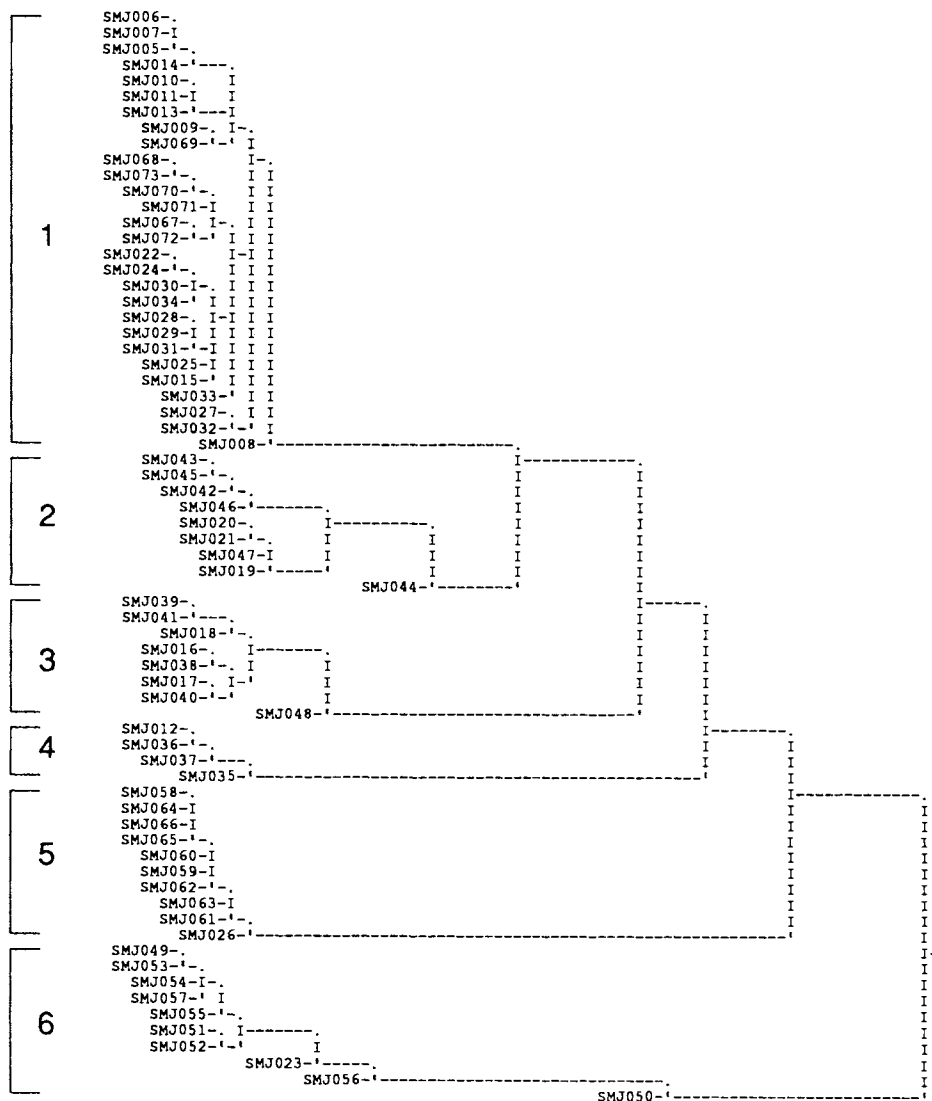 SMJ006-.
SMJ007-I
SMJ005-'-.
SMJ014-'---.
SMJ010-. I
SMJ011-I I
SMJ013-'---I
SMJ009-. I-.
SMJ069-'-' I
SMJ068-. I-.
SMJ073-'-. I I
SMJ070-'-. I I
SMJ071-I I I
1
SMJ067-. I-. I I
SMJ072-'-' I I I
SMJ022-. I-I I
SMJ024-'-. I I I
SMJ030-I-. I I I
SMJ034-' I I I I
SMJ028-. I-I I I
SMJ029-I I I I I
SMJ031-'-I I I I
SMJ025-I I I I
SMJ015-' I I I
SMJ033-' I I
SMJ027-. I I
SMJ032-'-' I
SMJ008-'-------------------------.
SMJ043-. I------------.
SMJ045-'-. I I
SMJ042-'-. I I
SMJ046-'-------. I I
2
SMJ020-. I----------. I I
SMJ021-'-. I I I I
SMJ047-I I I I I
SMJ019-'-----' I I I
SMJ044-'--------' I
SMJ039-. I------.
SMJ041-'---. I I
SMJ018-'-. I I
SMJ016-. I-------. I I
3
SMJ038-'-. I I I I
SMJ017-. I-I I I I
SMJ040-'-' I I I
SMJ048-'--------------------------------' I
SMJ012-. I--------.
SMJ036-'-. I I
4
SMJ037-'---. I I
SMJ035-'-----------------------------------------------' I
SMJ058-. I-------------.
SMJ064-I I I
SMJ066-I I I
SMJ065-'-. I I
5
SMJ060-I I I
SMJ059-I I I
SMJ062-'-. I I
SMJ063-I I I
SMJ061-'-. I I
SMJ026-'--------------------------------------------------------' I
SMJ049-. I-
SMJ053-'-. I
SMJ054-I-. I
SMJ057-' I I
SMJ055-'-. I
6
SMJ051-. I-------. I
SMJ052-'-' I I
SMJ023-'-----. I
SMJ056-'------------------------------. I
SMJ050-'--------------------------'